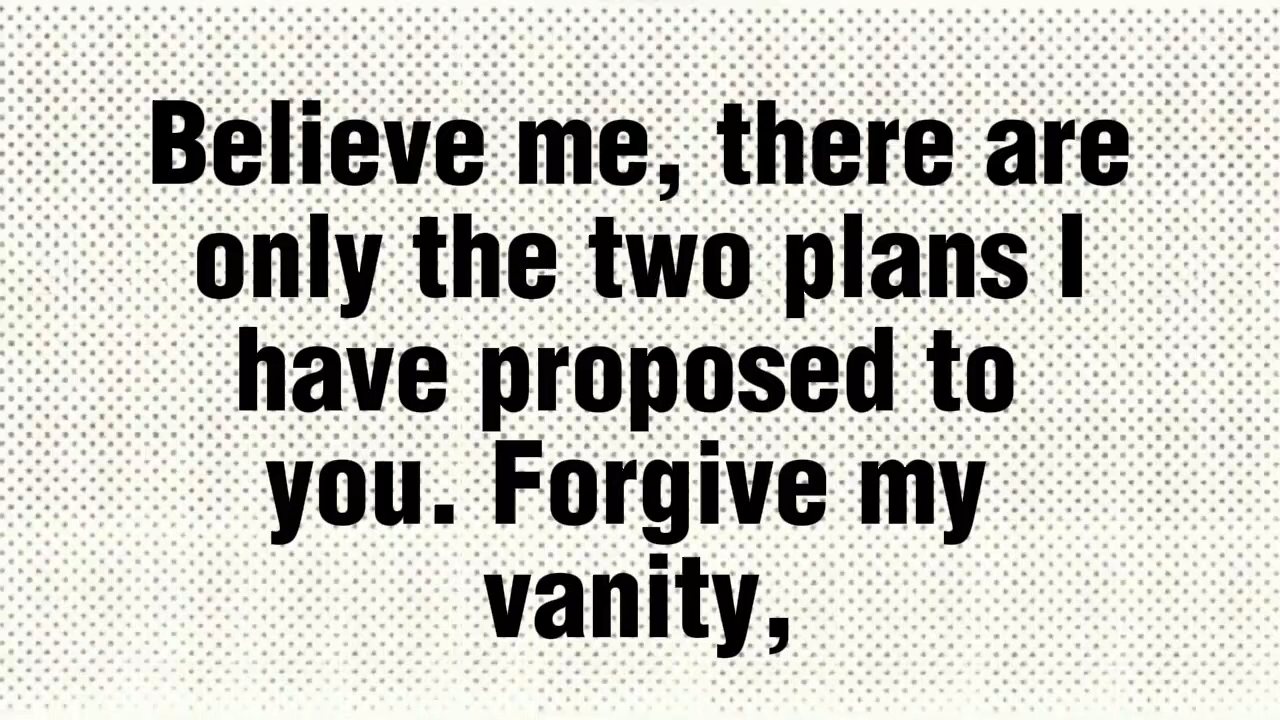 Believe me, there are
only the two plans I
have proposed to
you. Forgive my
vanity,